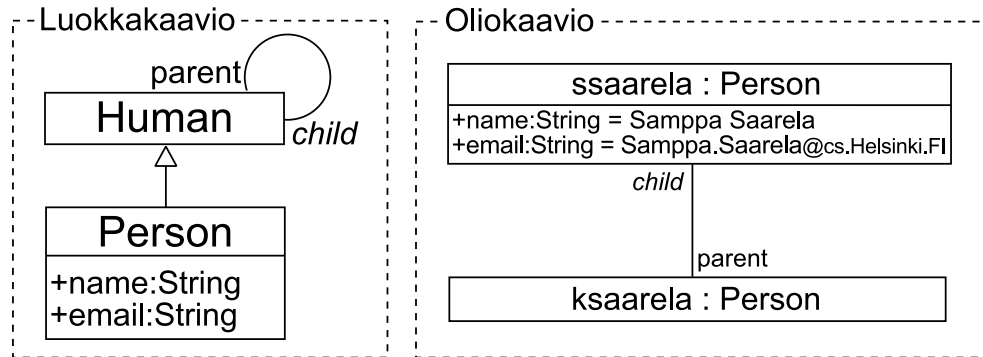 Luokkakaavio
parent
Human
child
Person
+name:String
+email:String
Oliokaavio
ssaarela : Person
+name:String = Samppa Saarela
+email:String = Samppa.Saarela@cs.Helsinki.FI
child
parent
ksaarela : Person